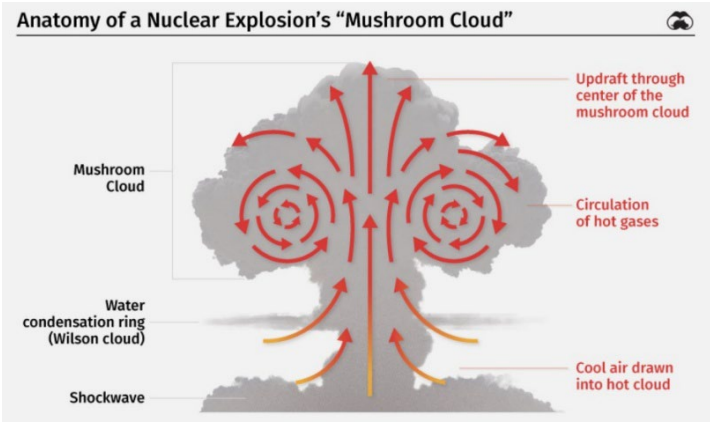 Anatomy of a Nuclear Explosion's “Mushroom Cloud”
Updraft through
center of the
mushroom cloud
Mushroom
Cloud
Circulation
of hot gases
Water
condensation ring
(Wilson cloud)
Cool air drawn
into hot cloud
Shockwave